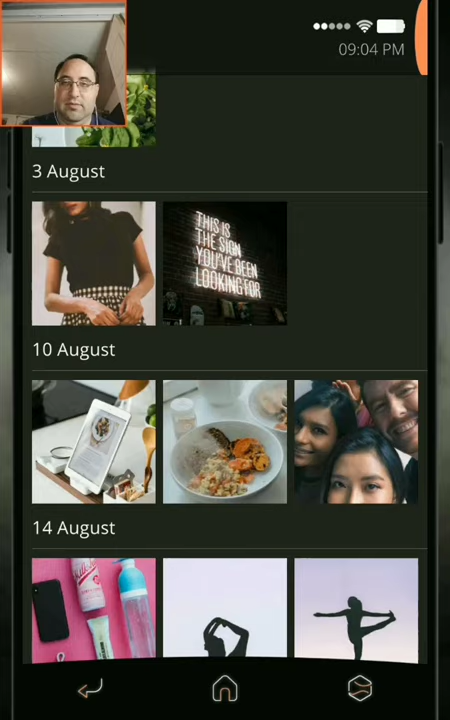 09:04 PM
3 August
THIS IS
THE SIGN
YOU'VE BEEN
LOOKING FOR
10 August
14 August